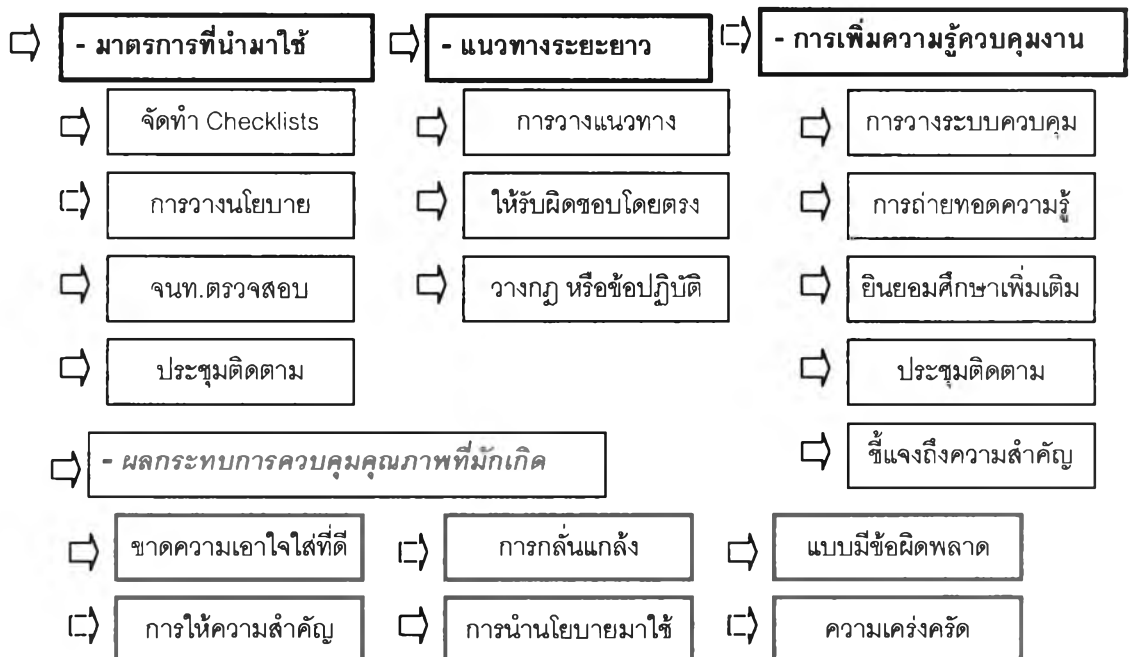 - มาตรการที่นำมาใช้
- แนวทางระยะยาว
- การเพิ่มความรู้ควบคุมงาน
จัดทำ Checklists
การวางแนวทาง
การวางระบบควบคุม
การวางนโยบาย
ให้รับผิดชอบโดยตรง
การถ่ายทอดความรู้
จนท.ตรวจสอบ
วางกฎ หรือข้อปฏิบัติ
ยินยอมศึกษาเพิ่มเติม
ประชุมติดตาม
ประชุมติดตาม
- ผลกระทบการควบคุมคุณภาพที่มักเกิด
ชี้แจงถึงความสำคัญ
ขาดความเอาใจใส่ที่ดี
การกลั่นแกล้ง
แบบมีข้อผิดพลาด
การให้ความสำคัญ
การนำนโยบายมาใช้
ความเคร่งครัด